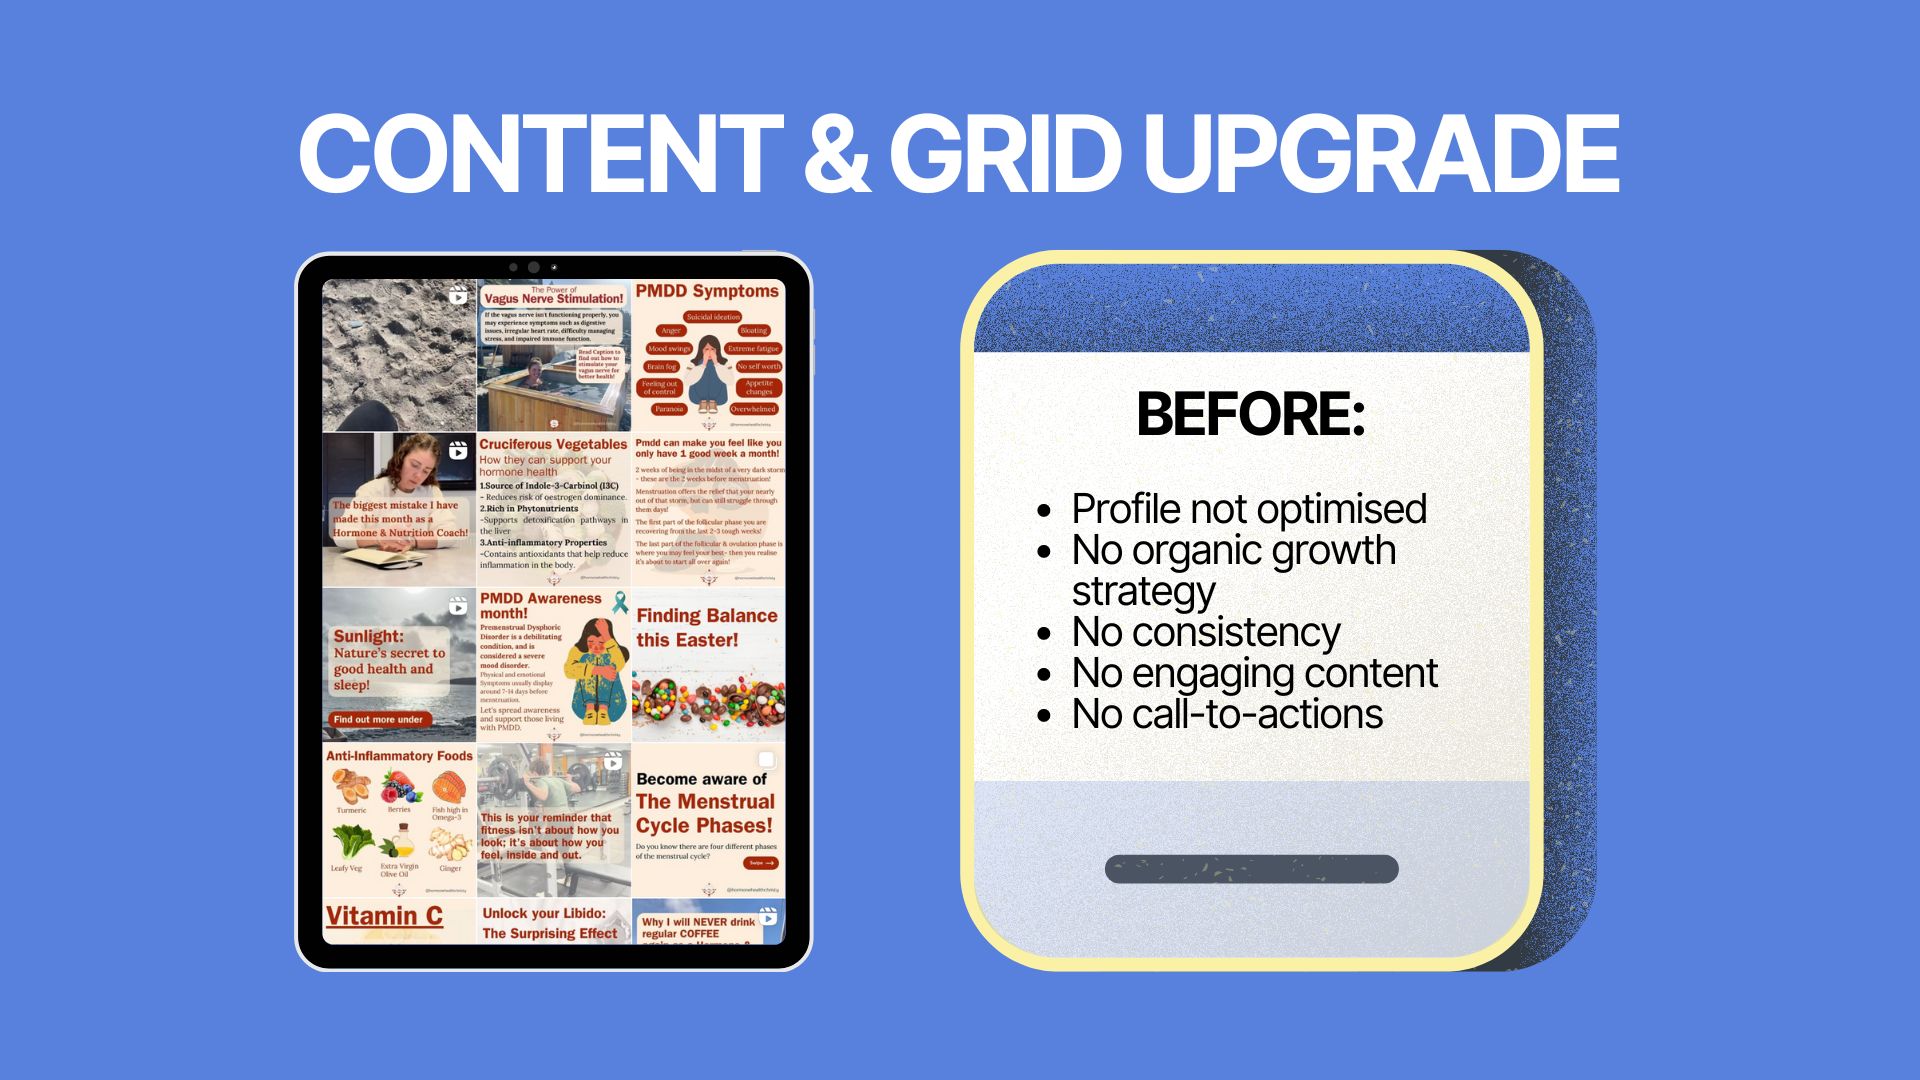 CONTENT & GRID UPGRADE
The Power of
Vagus Nerve Stimulation!
If the vagus nerve isn't functioning properly, you
may experience symptoms such as digestive
issues, irregular heart rate, difficulty managing
stress, and impaired immune function.
Read Caption to
find out how to
stimulate your
vagus nerve for
better health!
PMDD Symptoms
Suicidal ideation
Anger
Bloating
Mood swings
Extreme fatigue
Brain fog
No self worth
Feeling out
of control
Appetite
changes
Paranoia
Overwhelmed
@hormonehealthchristy
The biggest mistake I have
made this month as a
Hormone & Nutrition Coach!
Cruciferous Vegetables
How they can support your
hormone health
1.Source of Indole-3-Carbinol (I3C)
- Reduces risk of oestrogen dominance.
2.Rich in Phytonutrients
-Supports detoxification pathways in
the liver
3.Anti-inflammatory Properties
-Contains antioxidants that help reduce
inflammation in the body.
@hormonehealthchristy
Pmdd can make you feel like you
only have 1 good week a month!
2 weeks of being in the midst of a very dark storm
- these are the 2 weeks before menstruation!
Menstruation offers the relief that your nearly
out of that storm, but can still struggle through
them days!
The first part of the follicular phase you are
recovering from the last 2-3 tough weeks!
The last part of the follicular & ovulation phase is
where you may feel your best- then you realise
it's about to start all over again!
@hormonehealthchristy
Sunlight:
Nature's secret to
good health and
sleep!
Find out more under
PMDD Awareness
month!
Premenstrual Dysphoric
Disorder is a debilitating
condition, and is
considered a severe
mood disorder.
Physical and emotional
Symptoms usually display
around 7-14 days before
menstruation.
Let's spread awareness
and support those living
with PMDD.
@hormonehealthchristy
Finding Balance
this Easter!
Anti-Inflammatory Foods
Turmeric
Berries
Fish high in
Omega-3
Leafy Veg
Extra Virgin
Olive Oil
Ginger
@hormonehealthchristy
This is your reminder that
fitness isn't about how you
look; it's about how you
feel, inside and out.
Become aware of
The Menstrual
Cycle Phases!
Do you know there are four different phases
of the menstrual cycle?
Swipe
@hormonehealthchristy
Vitamin C
Unlock your Libido:
The Surprising Effect
Why I will NEVER drink
regular COFFEE
BEFORE:
• Profile not optimised
• No organic growth
strategy
• No consistency
• No engaging content
• No call-to-actions